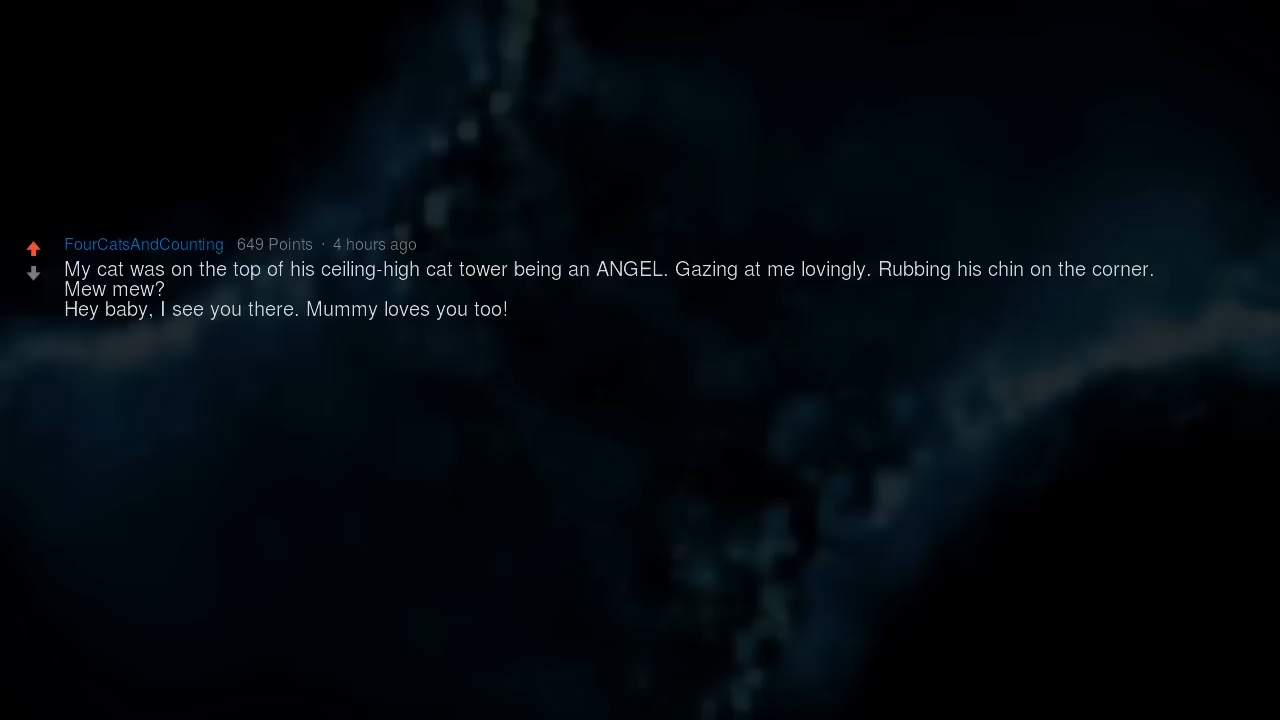 FourCatsAndCounting 649 Points · 4 hours ago
My cat was on the top of his ceiling-high cat tower being an ANGEL. Gazing at me lovingly. Rubbing his chin on the corner.
Mew mew?
Hey baby, I see you there. Mummy loves you too!